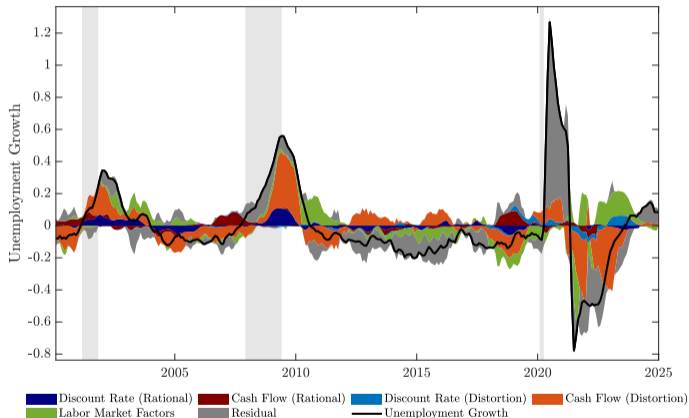 Unemployment Growth
1.2
1
0.8
0.6
0.4
0.2
0
-0.2
-0.4
-0.6
-0.8
2005 2010 2015 2020 2025
Discount Rate (Rational) Cash Flow (Rational) Discount Rate (Distortion) Cash Flow (Distortion)
Labor Market Factors Residual Unemployment Growth